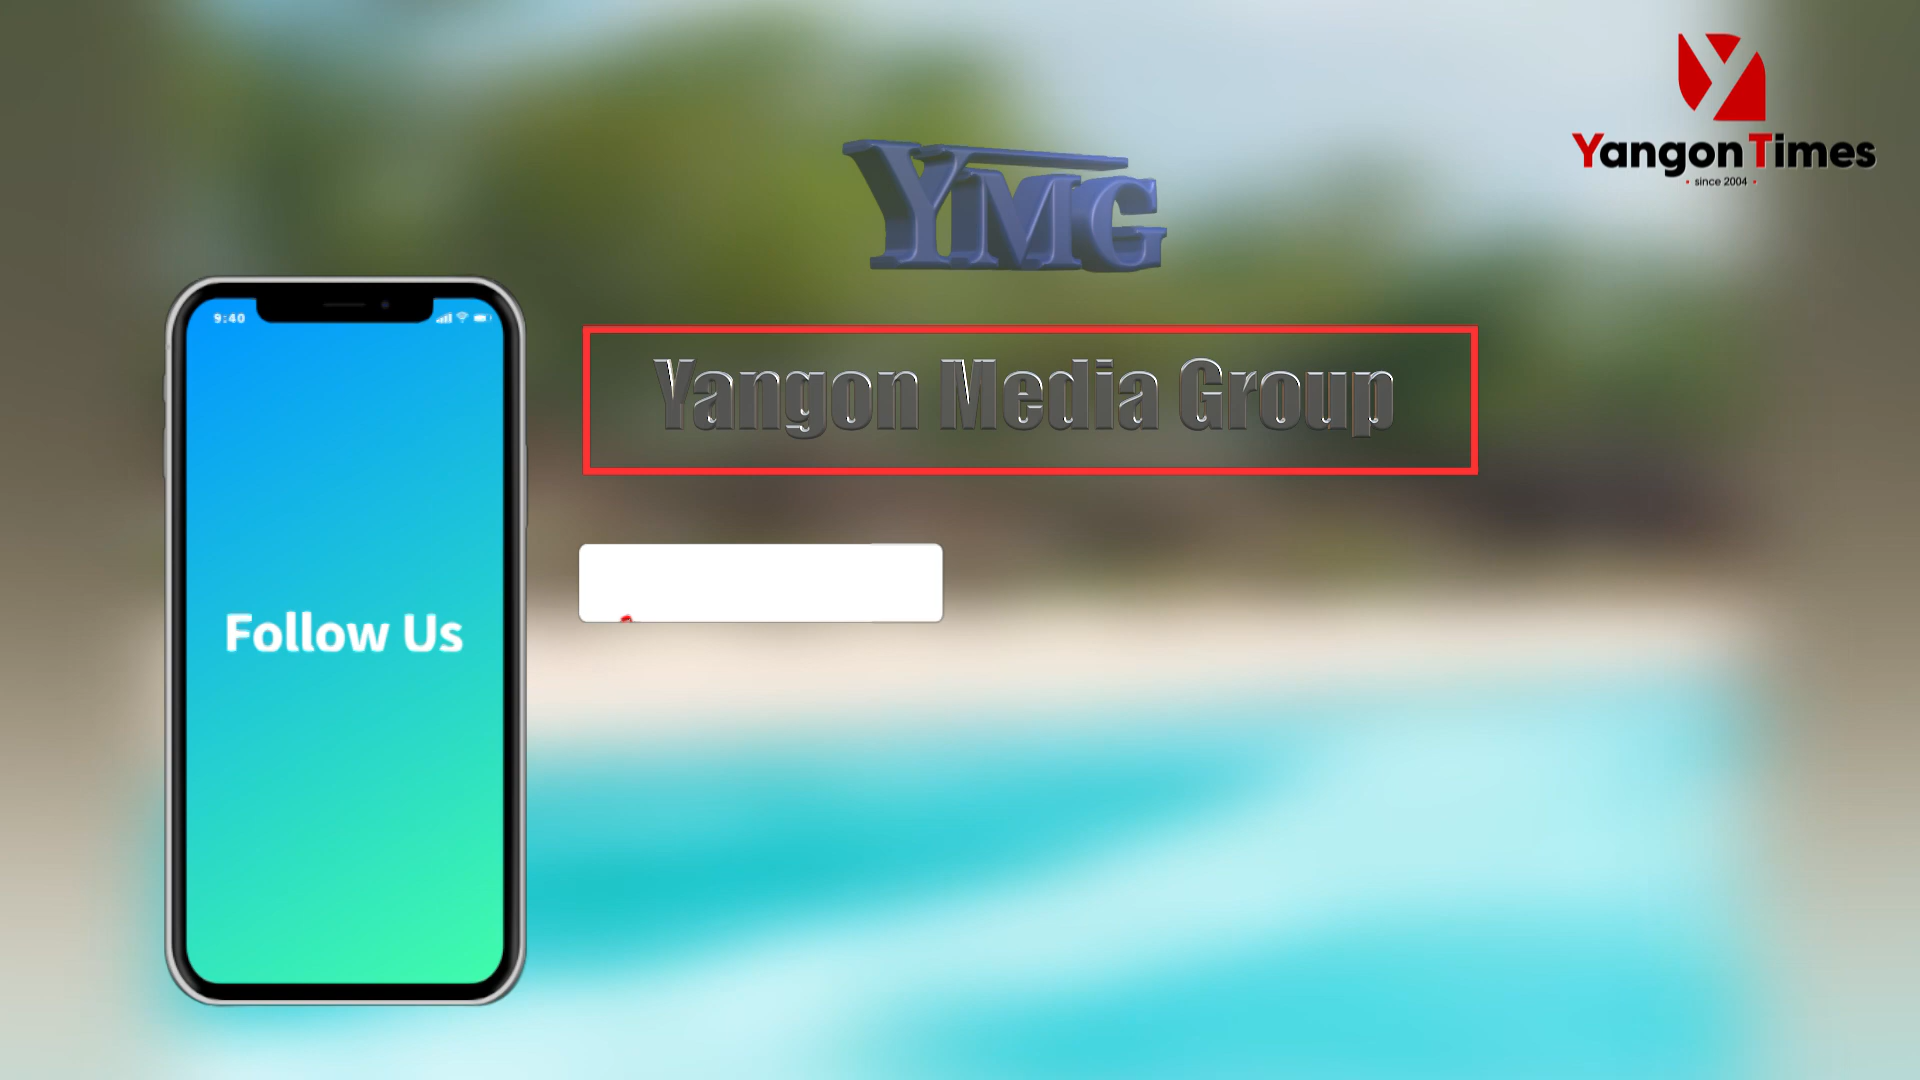 Yangon Times
• since 2004 •
YMG
9:40
Yangon Media Group
Follow Us